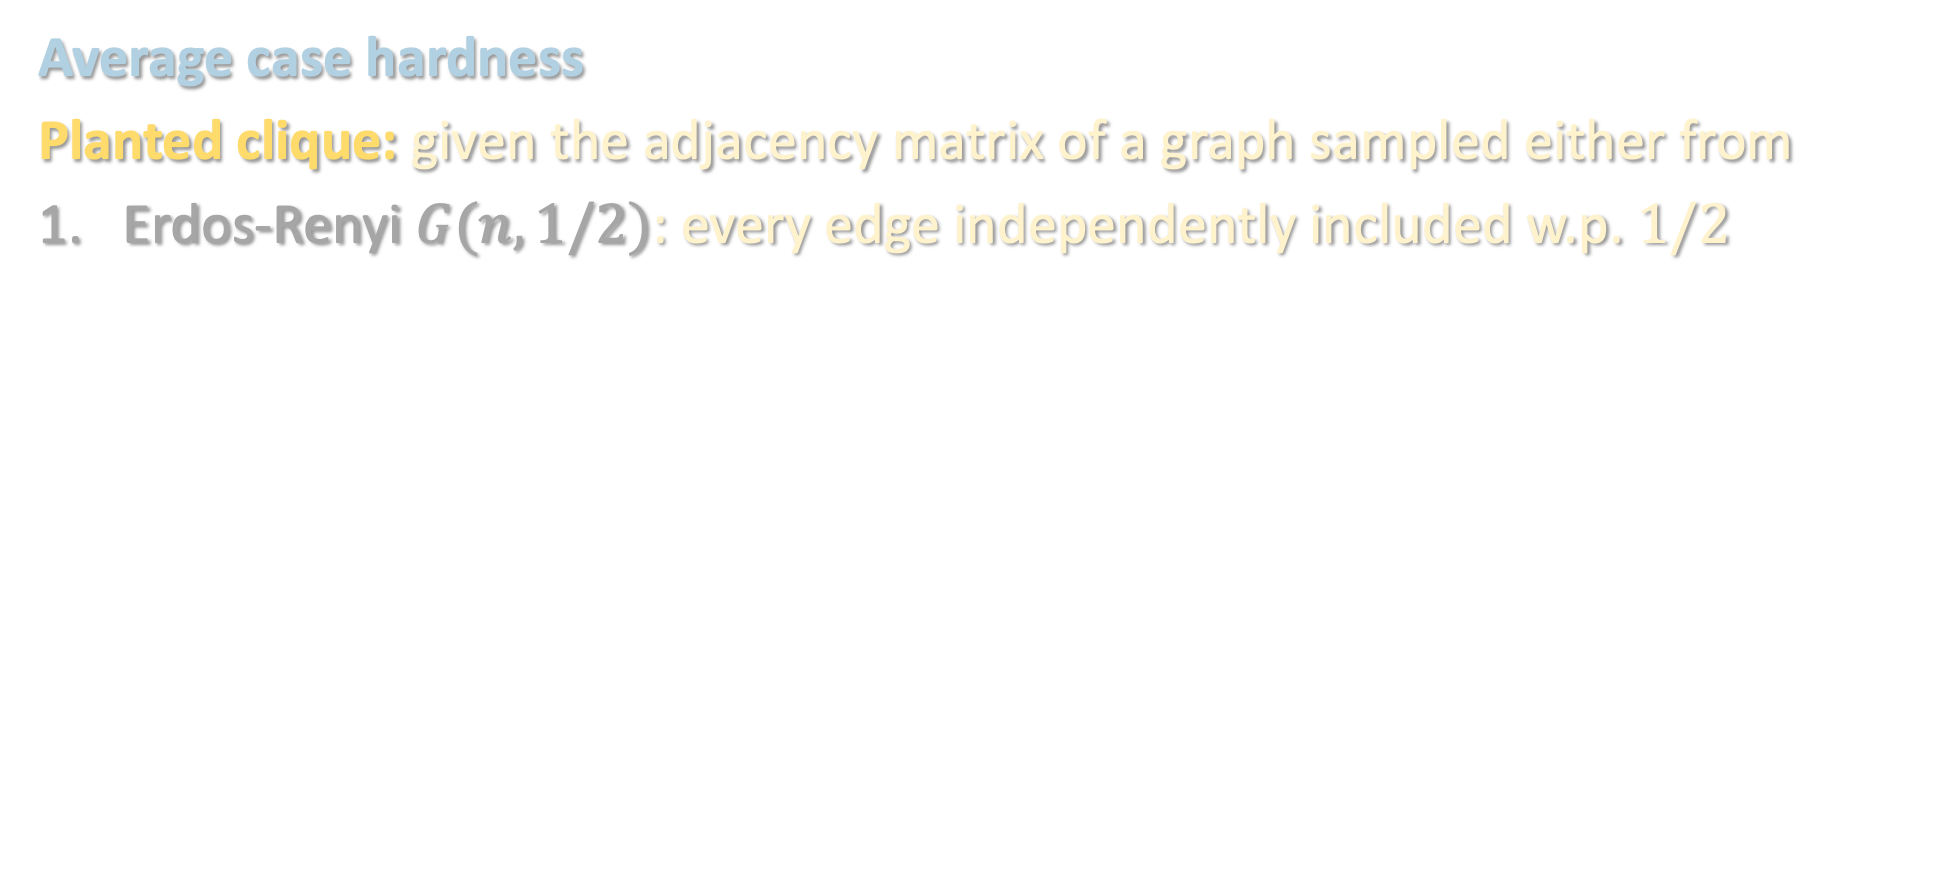 Average case hardness
Planted clique: given the adjacency matrix of a graph sampled either from
1. Erdos-Renyi G(n, 1/2): every edge independently included w.p. 1/2